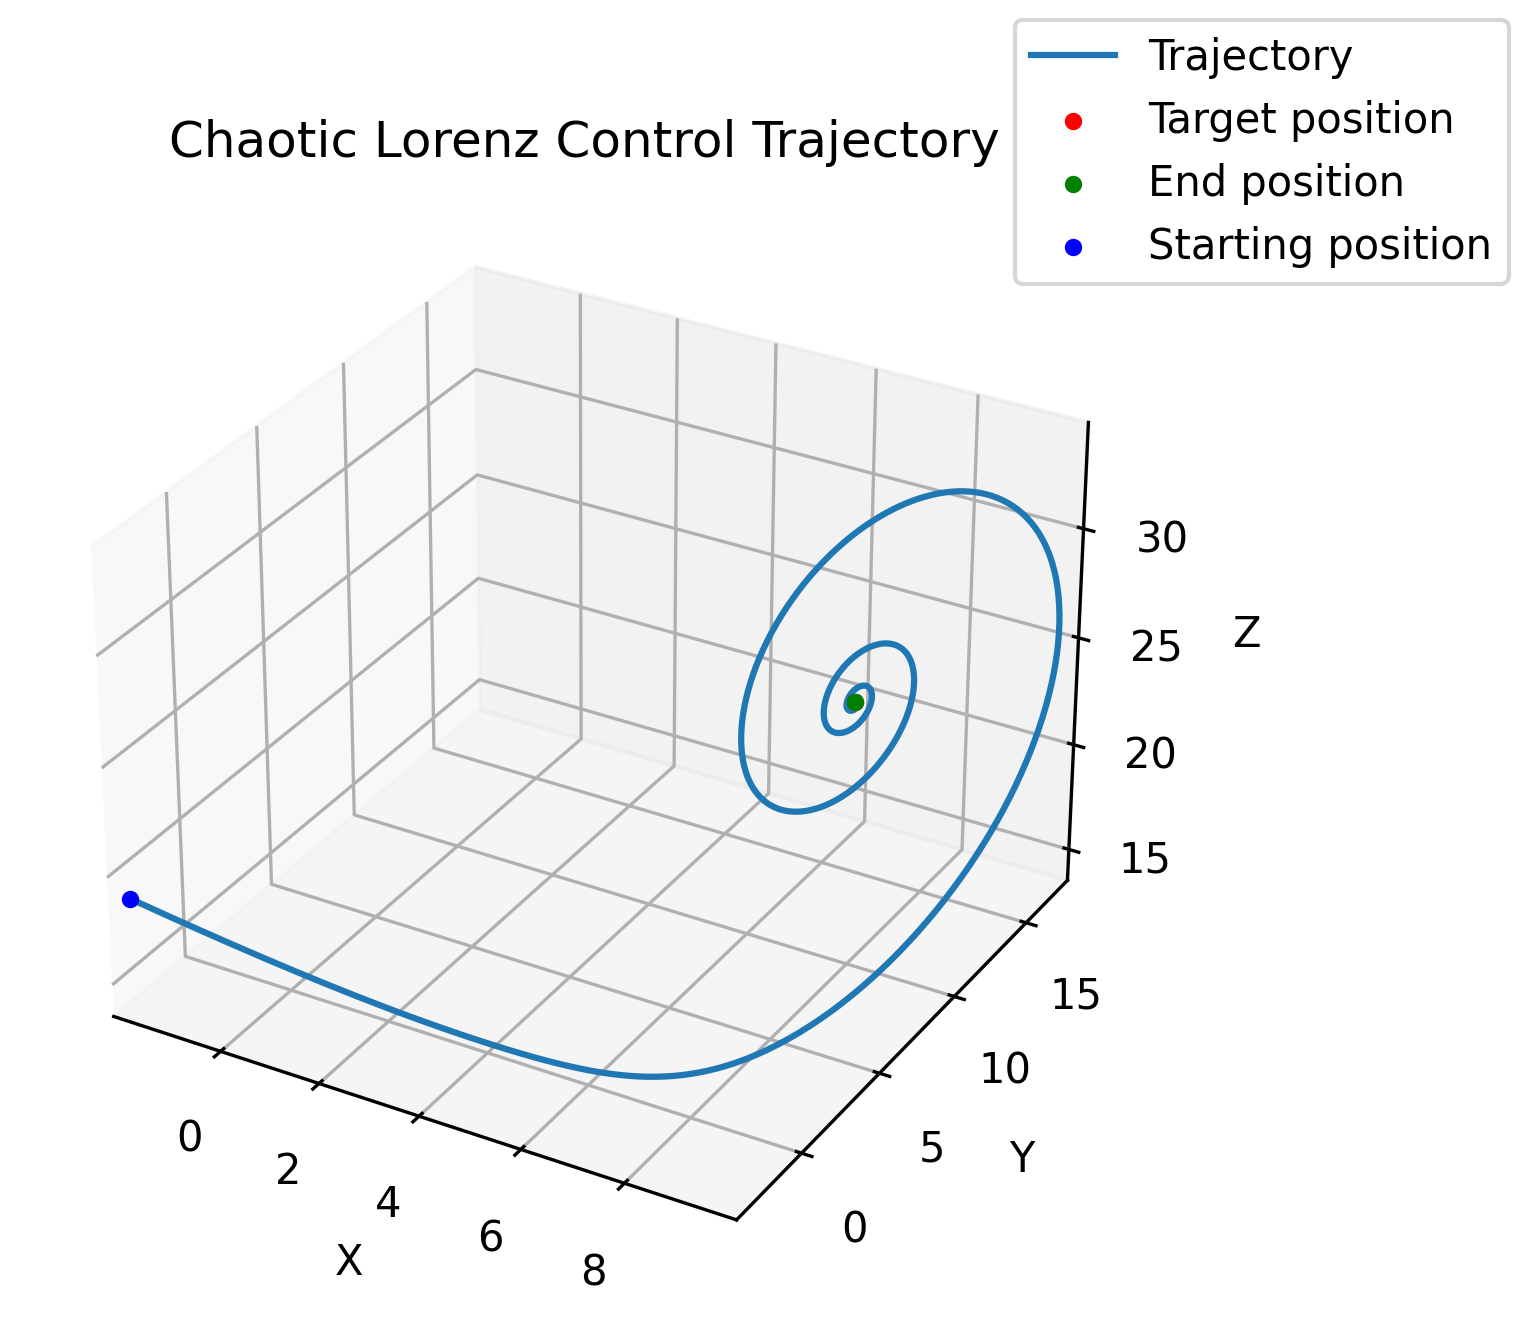 Trajectory
Target position
End position
Starting position
Chaotic Lorenz Control Trajectory
30
25
Z
20
15
15
10
5
Y
0
0
2
4
6
8
X